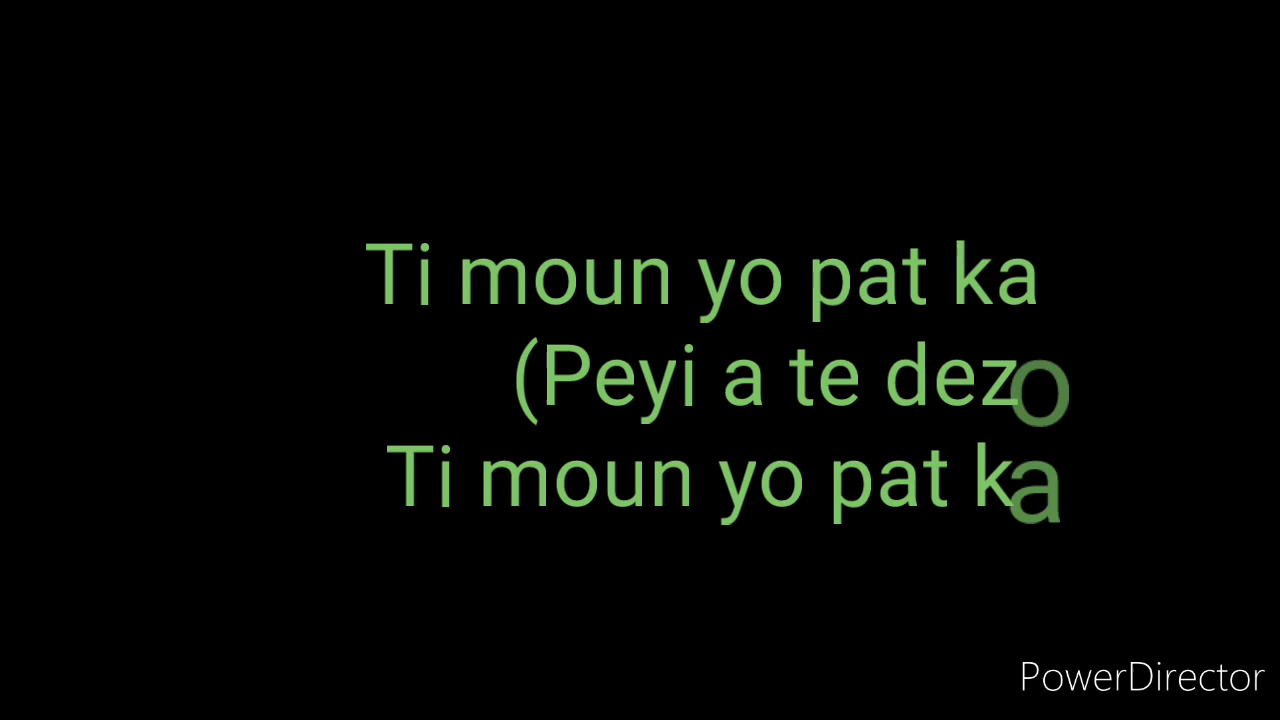 Ti moun yo pat ka
(Peyi a te dezo
Ti moun yo pat ka
PowerDirector